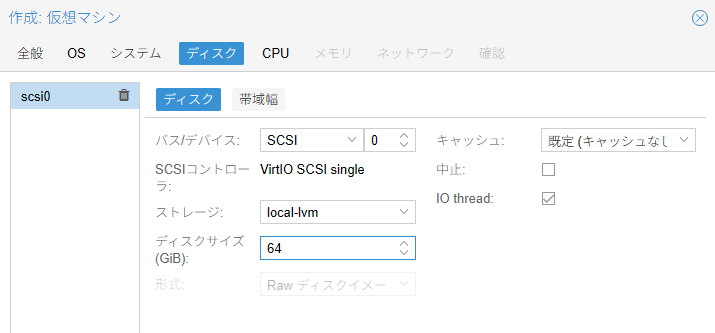 作成: 仮想マシン
全般 OS システム ディスク CPU メモリ ネットワーク 確認
scsi0
ディスク 帯域幅
バス/デバイス: SCSI 0 キャッシュ: 既定 (キャッシュなし
SCSIコントローラ: VirtIO SCSI single 中止:
ストレージ: local-lvm IO thread:
ディスクサイズ
(GiB): 64
形式: Raw ディスクイメー